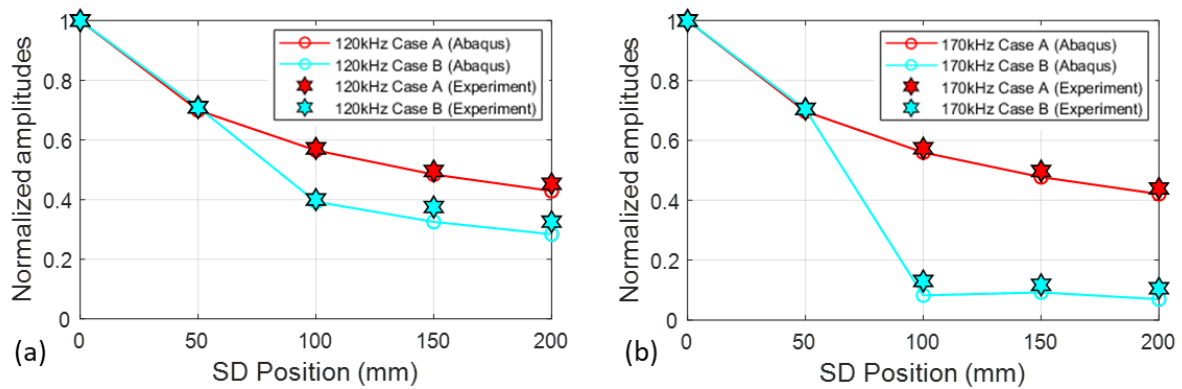 Normalized amplitudes
1
0.8
0.6
0.4
0.2
0
120kHz Case A (Abaqus)
120kHz Case B (Abaqus)
120kHz Case A (Experiment)
120kHz Case B (Experiment)
0 50 100 150 200
SD Position (mm)
(a)
Normalized amplitudes
1
0.8
0.6
0.4
0.2
0
170kHz Case A (Abaqus)
170kHz Case B (Abaqus)
170kHz Case A (Experiment)
170kHz Case B (Experiment)
0 50 100 150 200
SD Position (mm)
(b)